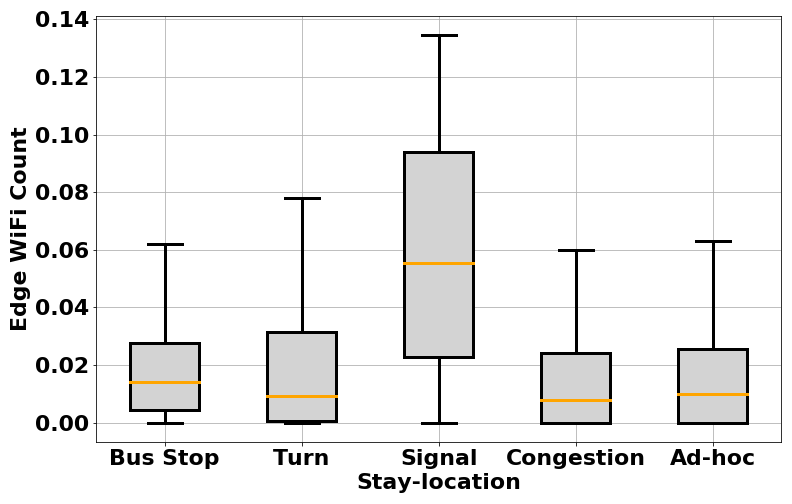 Edge WiFi Count
0.14
0.12
0.10
0.08
0.06
0.04
0.02
0.00
Bus Stop Turn Signal Congestion Ad-hoc
Stay-location